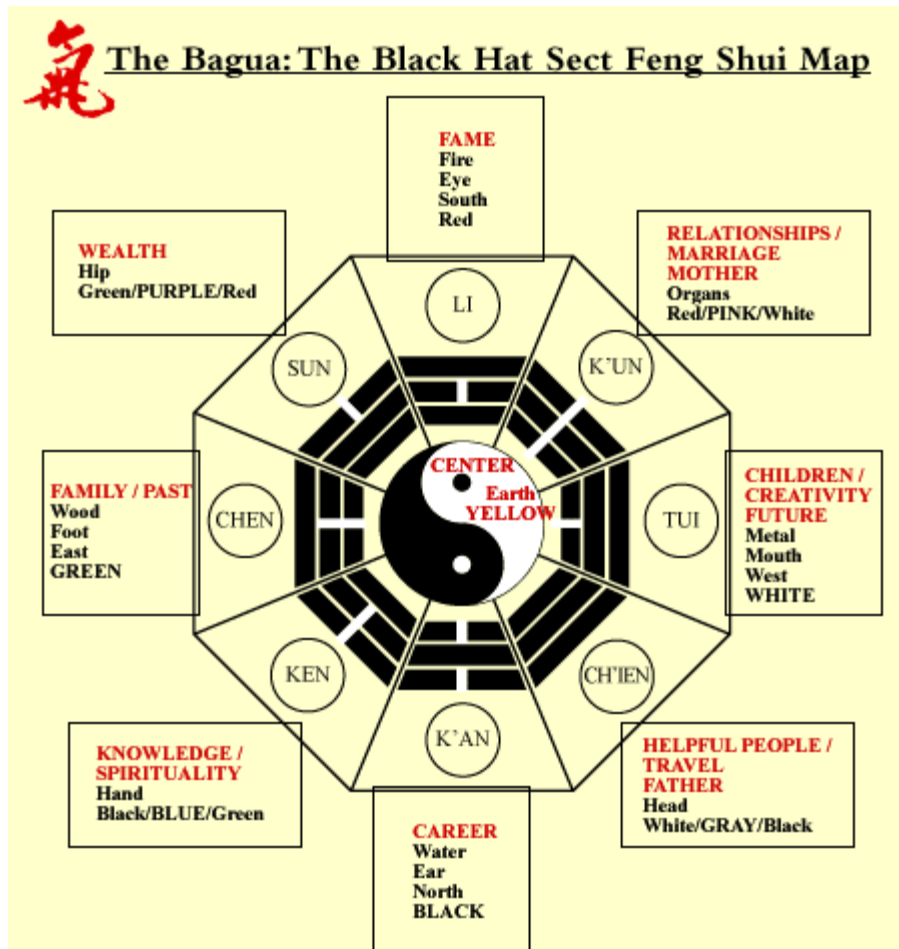 氣
The Bagua: The Black Hat Sect Feng Shui Map
FAME
Fire
Eye
South
Red
WEALTH
Hip
Green/PURPLE/Red
RELATIONSHIPS /
MARRIAGE
MOTHER
Organs
Red/PINK/White
LI
SUN
K'UN
FAMILY / PAST
Wood
Foot
East
GREEN
CHEN
CENTER
Earth
YELLOW
TUI
CHILDREN /
CREATIVITY
FUTURE
Metal
Mouth
West
WHITE
KEN
K'AN
CH'IEN
KNOWLEDGE /
SPIRITUALITY
Hand
Black/BLUE/Green
CAREER
Water
Ear
North
BLACK
HELPFUL PEOPLE /
TRAVEL
FATHER
Head
White/GRAY/Black